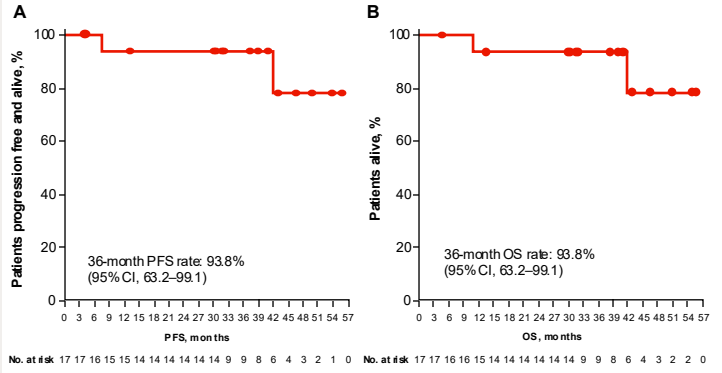 A
Patients progression free and alive, %
100
80
60
40
20
0
36-month PFS rate: 93.8%
(95% CI, 63.2–99.1)
0 3 6 9 12 15 18 21 24 27 30 33 36 39 42 45 48 51 54 57
PFS, months
No. at risk 17 17 16 15 15 14 14 14 14 14 14 9 9 8 6 4 3 2 1 0
B
Patients alive, %
100
80
60
40
20
0
36-month OS rate: 93.8%
(95% CI, 63.2–99.1)
0 3 6 9 12 15 18 21 24 27 30 33 36 39 42 45 48 51 54 57
OS, months
No. at risk 17 17 16 16 15 14 14 14 14 14 14 9 9 8 6 4 3 2 2 0